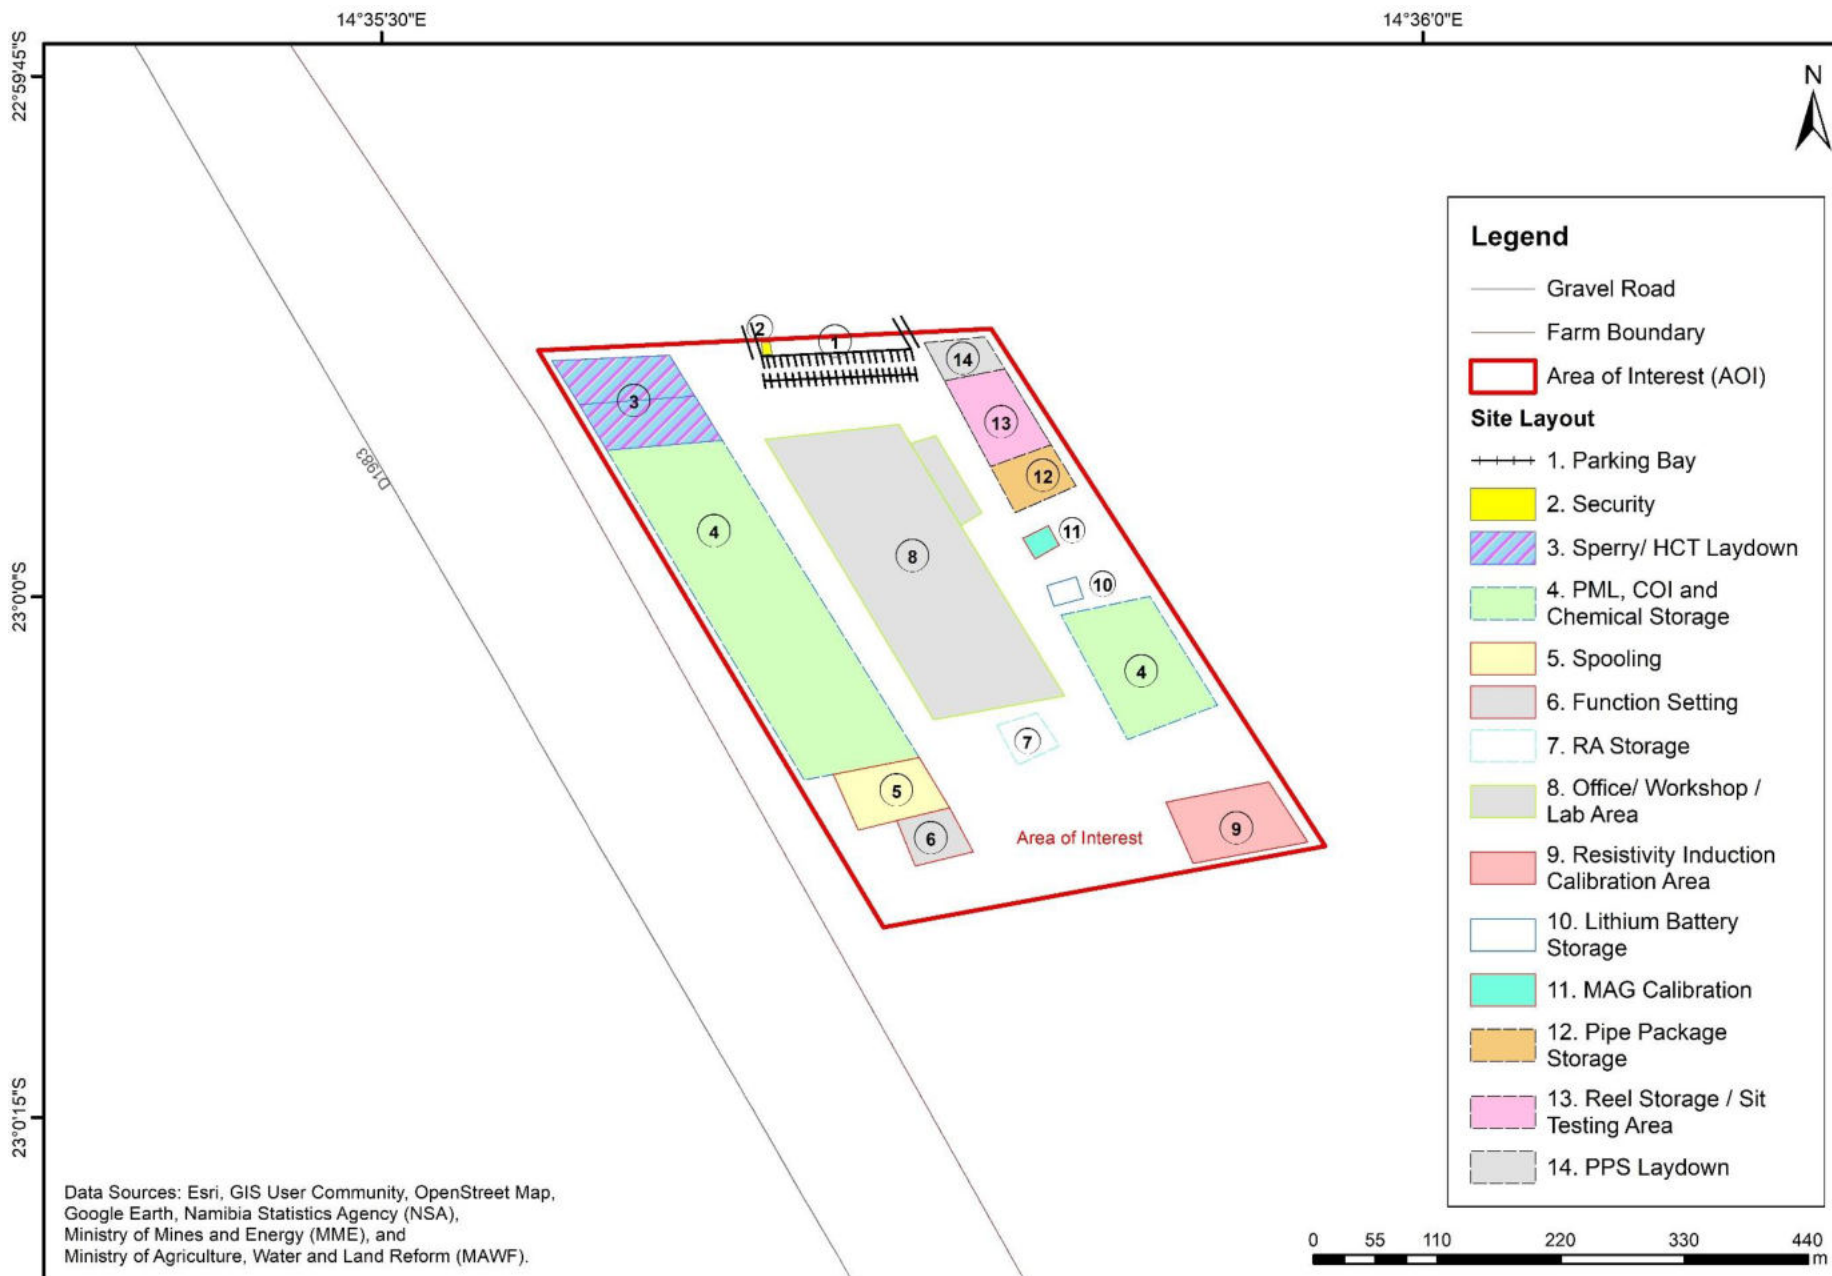 14°35'30"E
14°36'0"E
22°59'45"S
23°0'0"S
23°0'15"S
N
D1983
2
1
3
14
13
12
4
11
8
10
4
7
5
6
9
Area of Interest
Legend
Gravel Road
Farm Boundary
Area of Interest (AOI)
Site Layout
1. Parking Bay
2. Security
3. Sperry/ HCT Laydown
4. PML, COI and
Chemical Storage
5. Spooling
6. Function Setting
7. RA Storage
8. Office/ Workshop /
Lab Area
9. Resistivity Induction
Calibration Area
10. Lithium Battery
Storage
11. MAG Calibration
12. Pipe Package
Storage
13. Reel Storage / Sit
Testing Area
14. PPS Laydown
Data Sources: Esri, GIS User Community, OpenStreet Map,
Google Earth, Namibia Statistics Agency (NSA),
Ministry of Mines and Energy (MME), and
Ministry of Agriculture, Water and Land Reform (MAWF).
0 55 110 220 330 440
m